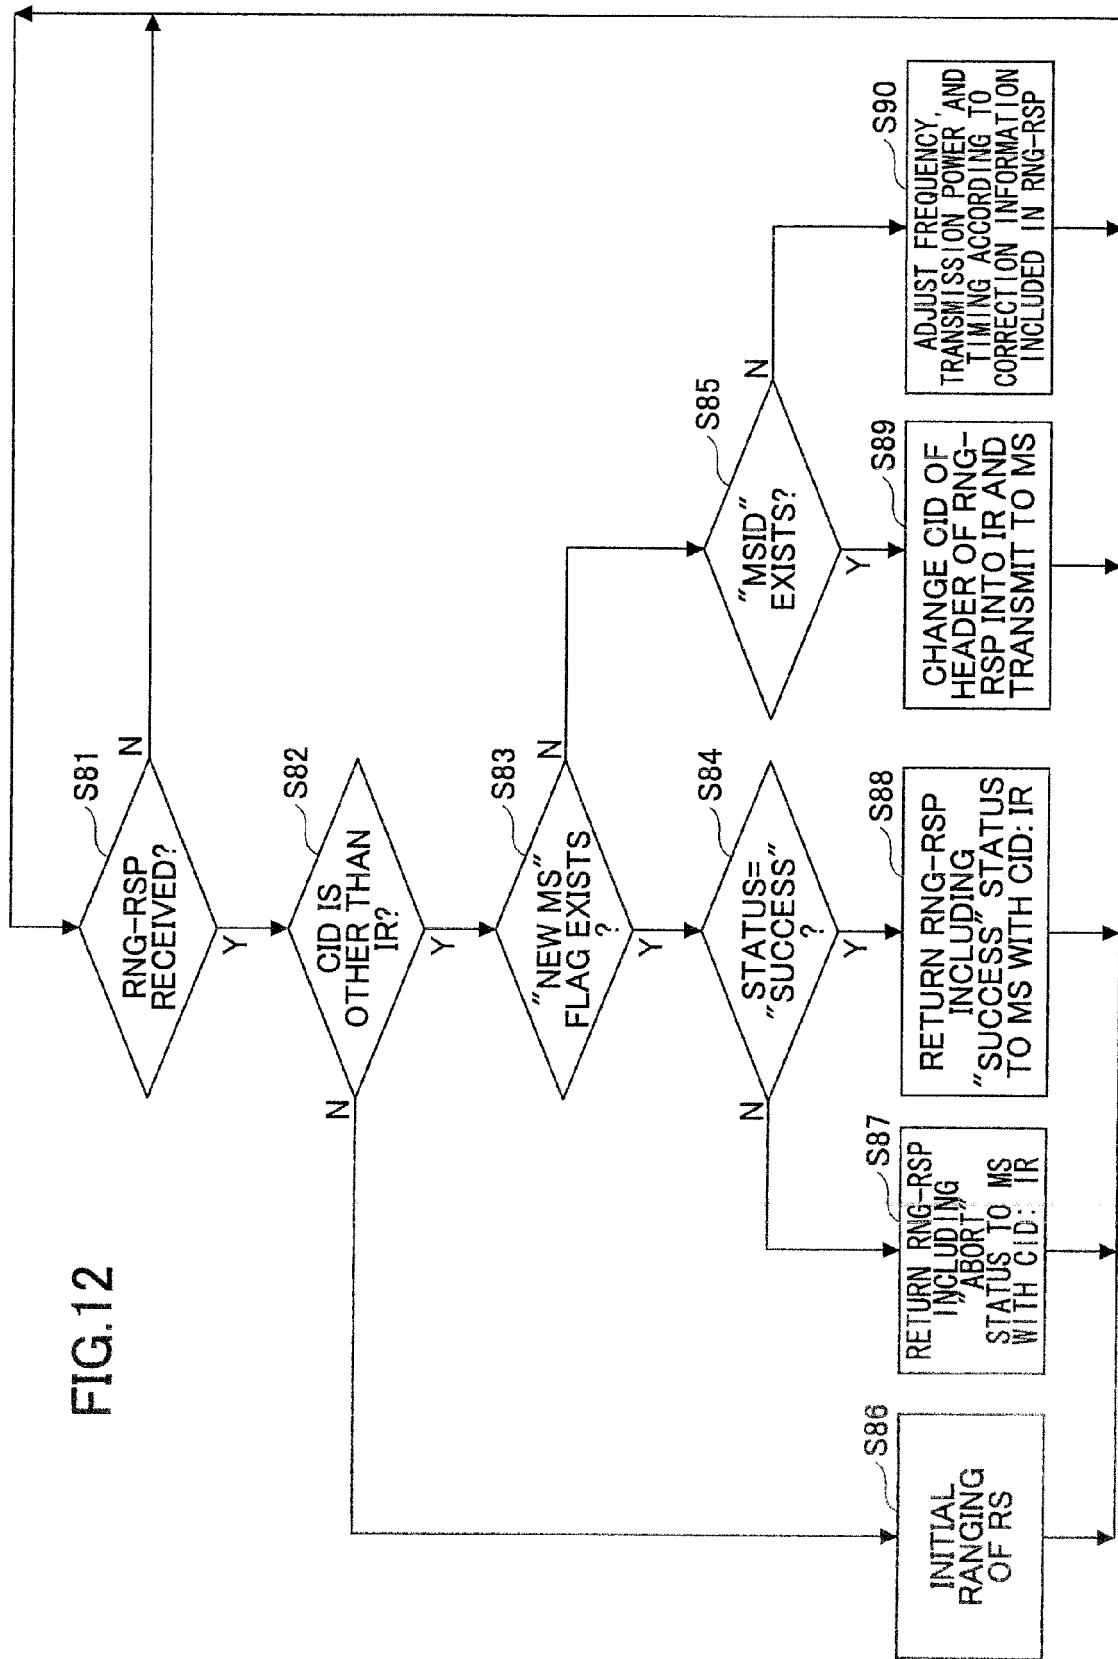 FIG.12
S81
RNG-RSP
RECEIVED?
N
Y
S82
CID IS
OTHER THAN
IR?
N
Y
S83
"NEW MS"
FLAG EXISTS
?
N
Y
S84
STATUS=
"SUCCESS"
?
N
Y
S85
"MSID"
EXISTS?
N
Y
S86
INITIAL
RANGING
OF RS
S87
RETURN RNG-RSP
INCLUDING
"ABORT"
STATUS TO MS
WITH CID: IR
S88
RETURN RNG-RSP
INCLUDING
"SUCCESS" STATUS
TO MS WITH CID: IR
S89
CHANGE CID OF
HEADER OF RNG-
RSP INTO IR AND
TRANSMIT TO MS
S90
ADJUST FREQUENCY,
TRANSMISSION POWER, AND
TIMING ACCORDING TO
CORRECTION INFORMATION
INCLUDED IN RNG-RSP